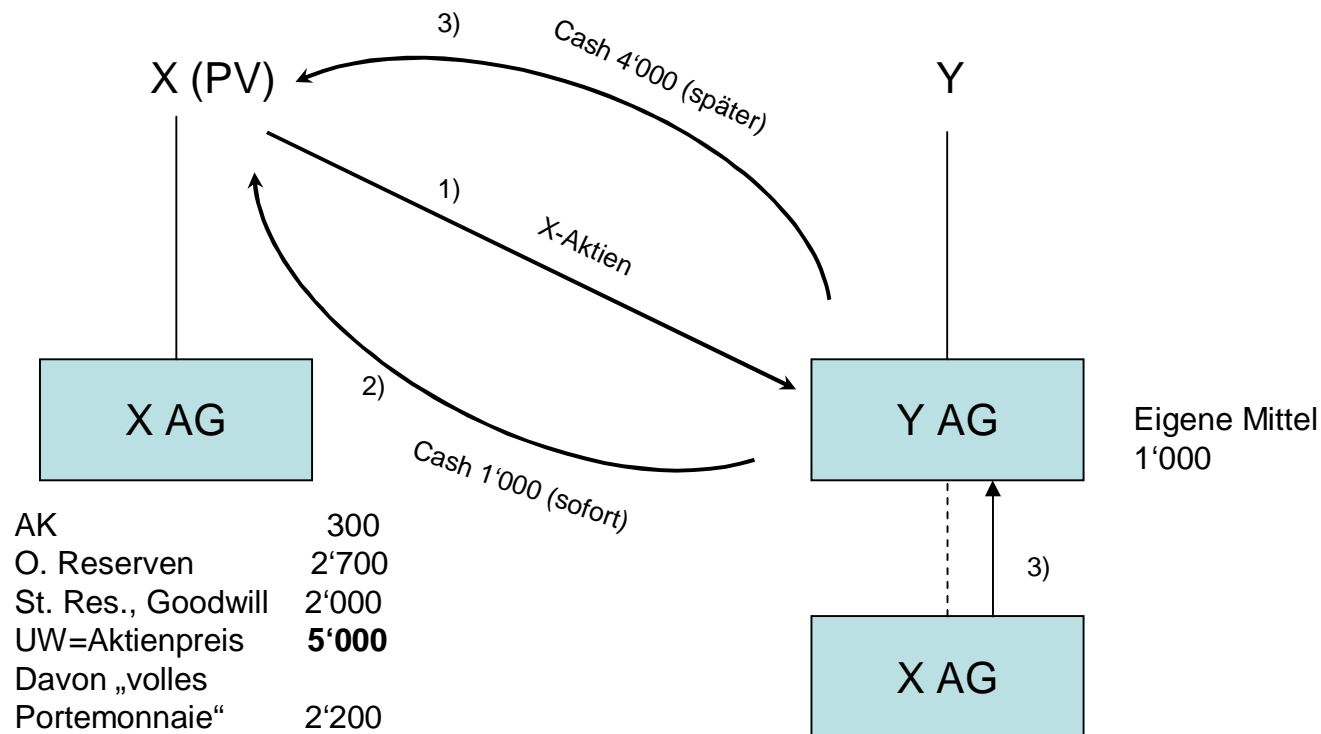 3)
Cash 4‘000 (später)
X (PV)
Y
1)
X-Aktien
2)
X AG
Y AG
Eigene Mittel
1‘000
Cash 1‘000 (sofort)
AK 300
O. Reserven 2‘700
St. Res., Goodwill 2‘000
UW=Aktienpreis 5‘000
Davon „volles
Portemonnaie“ 2‘200
3)
X AG